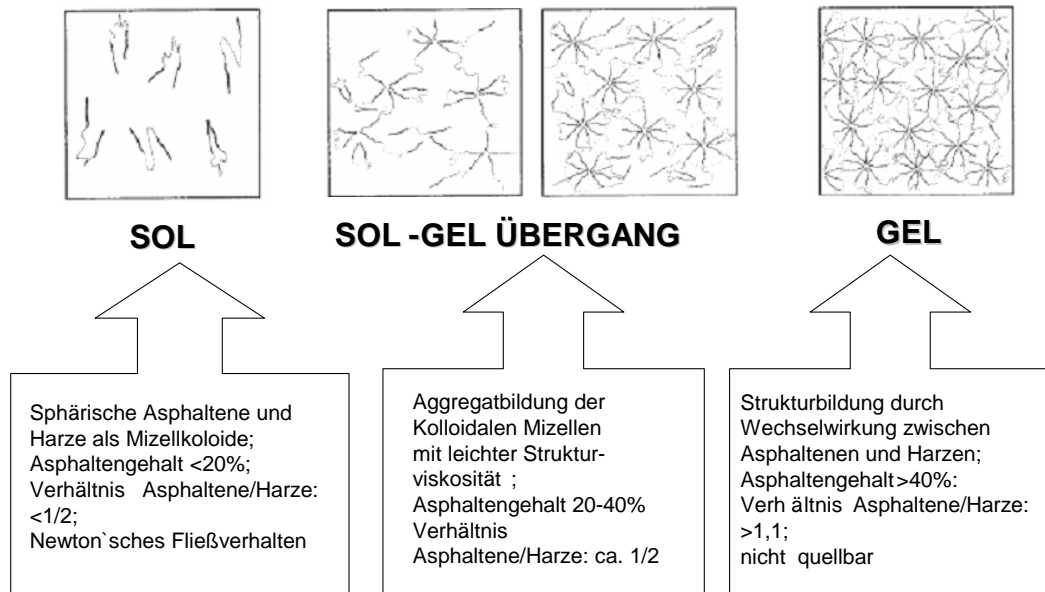 SOL
SOL -GEL ÜBERGANG
GEL
Sphärische Asphaltene und
Harze als Mizellkoloide;
Asphaltengehalt <20%;
Verhältnis Asphaltene/Harze:
<1/2;
Newton`sches Fließverhalten
Aggregatbildung der
Kolloidalen Mizellen
mit leichter Struktur-
viskosität ;
Asphaltengehalt 20-40%
Verhältnis
Asphaltene/Harze: ca. 1/2
Strukturbildung durch
Wechselwirkung zwischen
Asphaltenen und Harzen;
Asphaltengehalt>40%:
Verh ältnis Asphaltene/Harze:
>1,1;
nicht quellbar